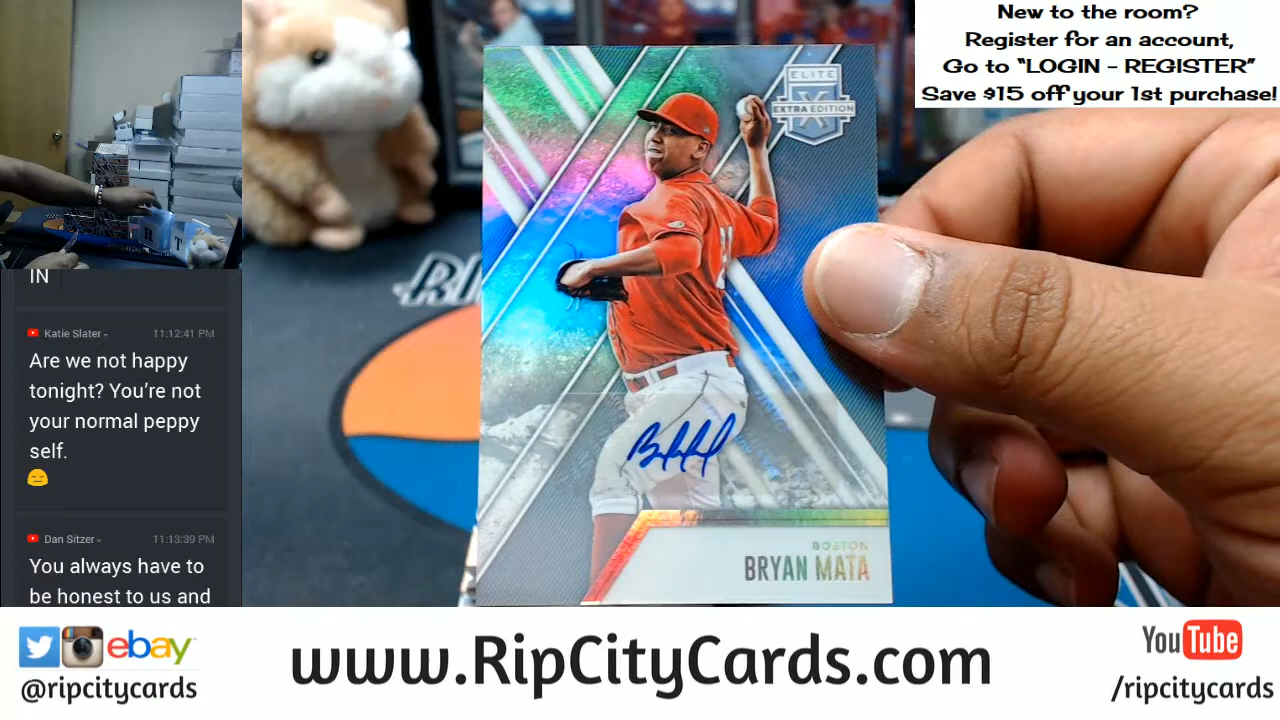 New to the room?
Register for an account,
Go to “LOGIN – REGISTER”
Save $15 off your 1st purchase!
IN
Katie Slater 11:12:41 PM
Are we not happy
tonight? You’re not
your normal peppy
self.
Dan Sitzer 11:13:39 PM
You always have to
be honest to us and
ELITE
X
EXTRA EDITION
BOSTON
BRYAN MATA
ebay
@ripcitycards
www.RipCityCards.com
YouTube
/ripcitycards